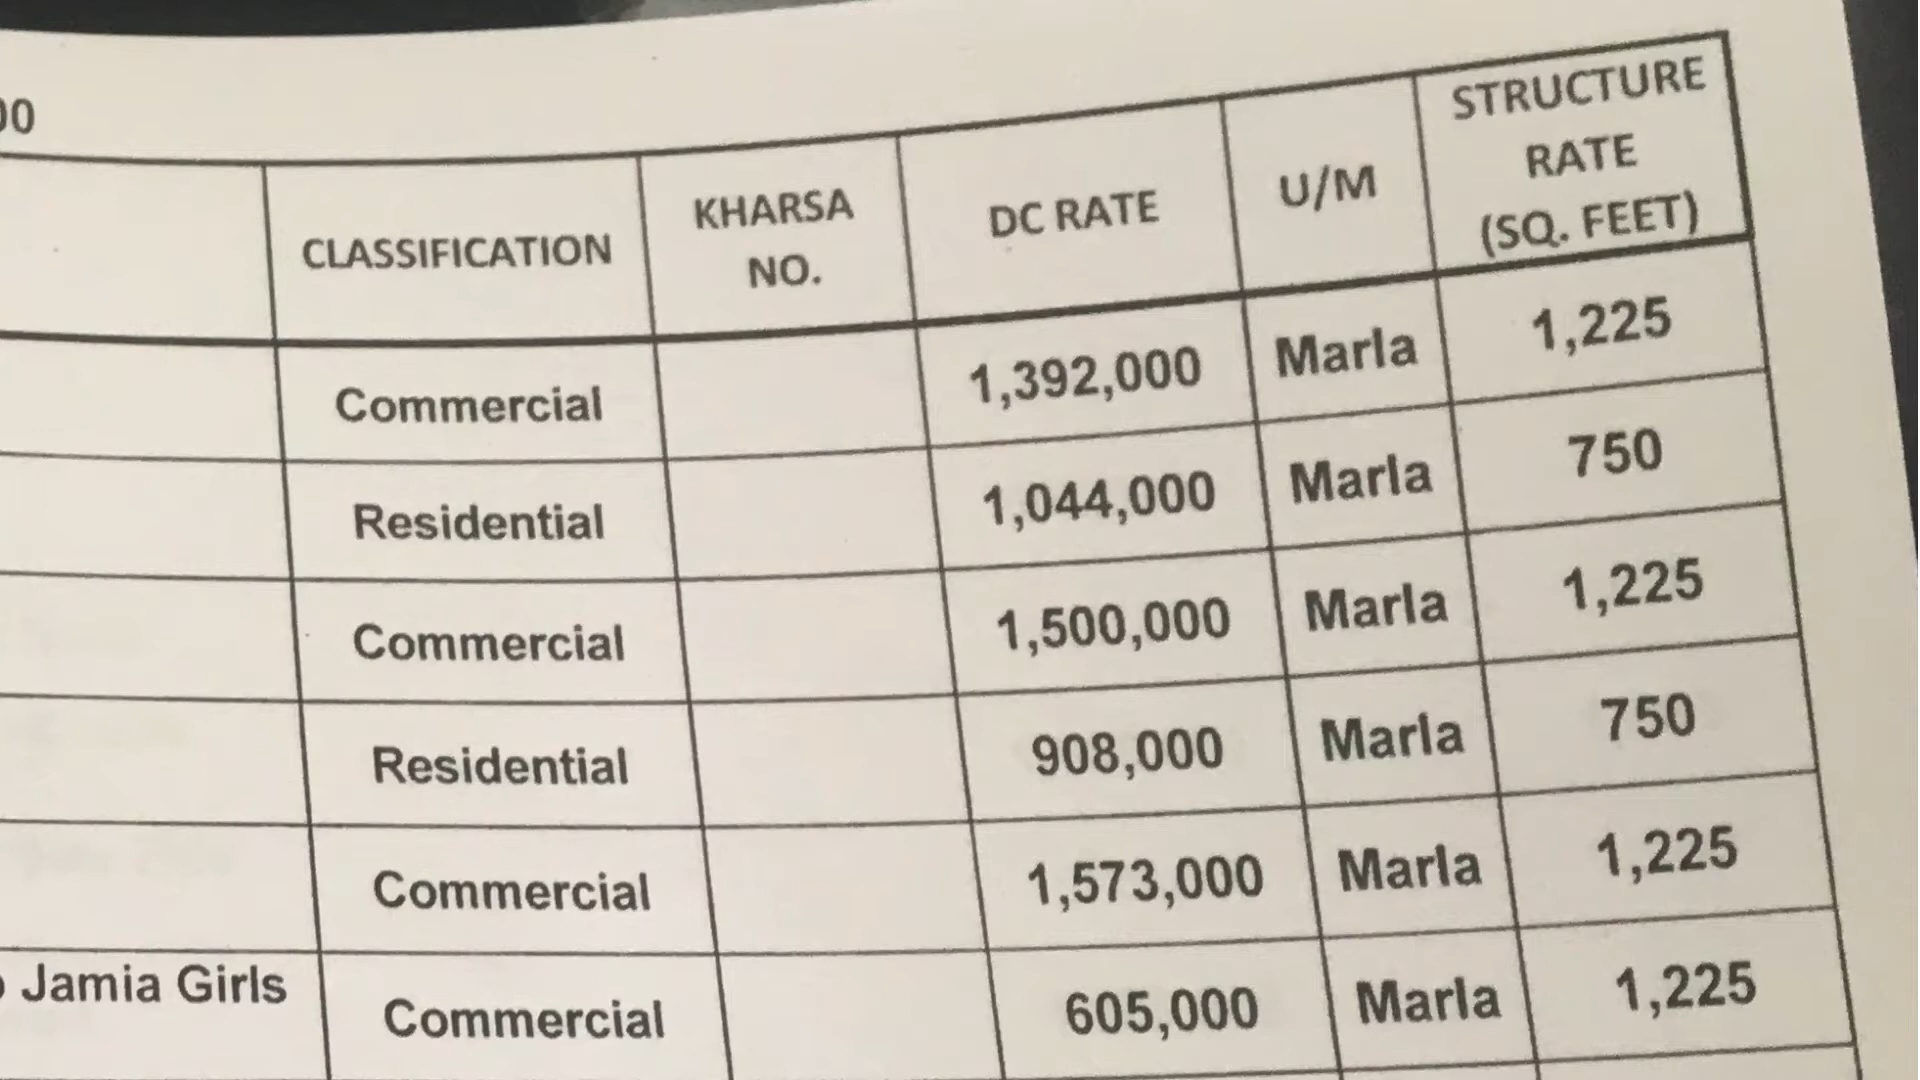 00
CLASSIFICATION KHARSA NO. DC RATE U/M STRUCTURE RATE (SQ. FEET)
Commercial 1,392,000 Marla 1,225
Residential 1,044,000 Marla 750
Commercial 1,500,000 Marla 1,225
Residential 908,000 Marla 750
Commercial 1,573,000 Marla 1,225
Jamia Girls Commercial 605,000 Marla 1,225